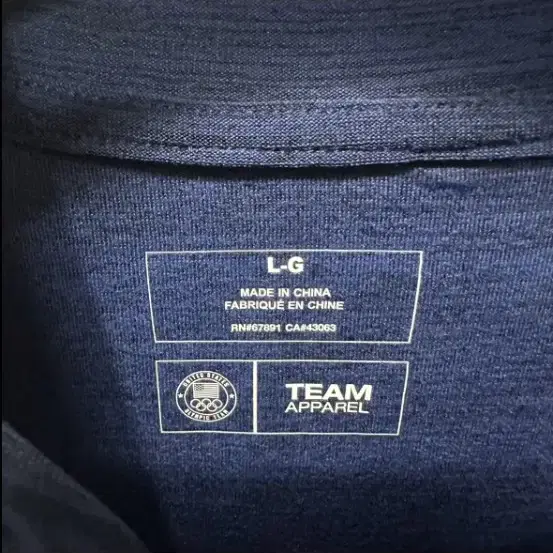 L-G
MADE IN CHINA
FABRIQUÉ EN CHINE
RN#67891 CA#43063
UNITED STATES
OLYMPIC TEAM
TEAM
APPAREL